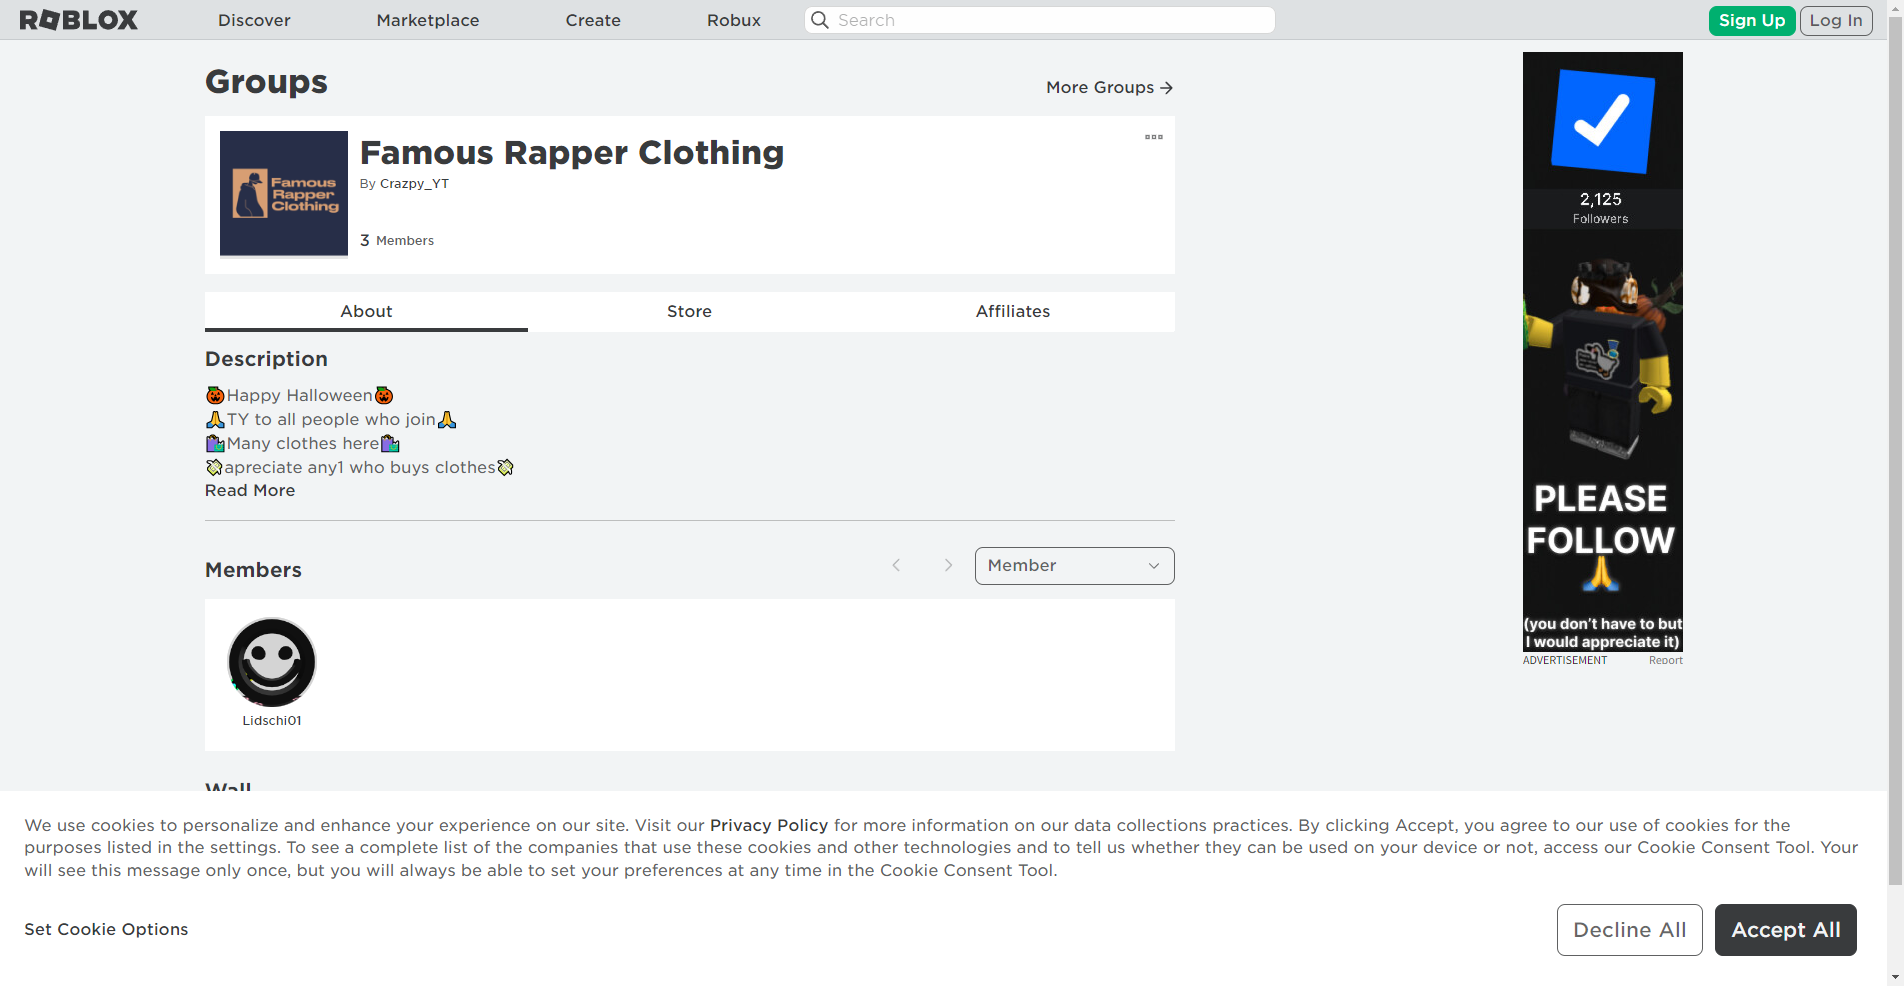 ROBLOX
Discover
Marketplace
Create
Robux
Search
Sign Up
Log In
Groups
More Groups →
Famous
Rapper
Clothing
Famous Rapper Clothing
By Crazpy_YT
3 Members
About
Store
Affiliates
Description
🎃Happy Halloween🎃
🙏TY to all people who join🙏
🛍️Many clothes here🛍️
💸apreciate any1 who buys clothes💸
Read More
Members
Member
Lidschi01
Wall
2,125
Followers
PLEASE
FOLLOW
🙏
(you don't have to but
I would appreciate it)
ADVERTISEMENT
Report
We use cookies to personalize and enhance your experience on our site. Visit our Privacy Policy for more information on our data collections practices. By clicking Accept, you agree to our use of cookies for the
purposes listed in the settings. To see a complete list of the companies that use these cookies and other technologies and to tell us whether they can be used on your device or not, access our Cookie Consent Tool. Your
will see this message only once, but you will always be able to set your preferences at any time in the Cookie Consent Tool.
Set Cookie Options
Decline All
Accept All